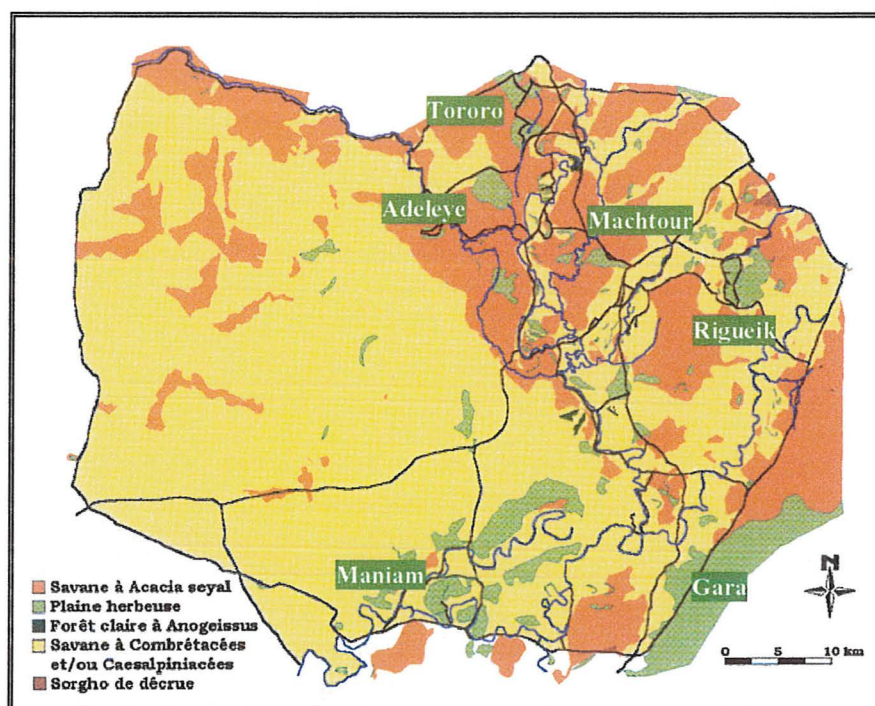 Tororo
Adeleye
Machtour
Rigueik
Maniam
Gara
N
Savane à Acacia seyal
Plaine herbeuse
Forêt claire à Anogeissus
Savane à Combrétacées
et/ou Caesalpiniacées
Sorgho de décrue
0 5 10 km